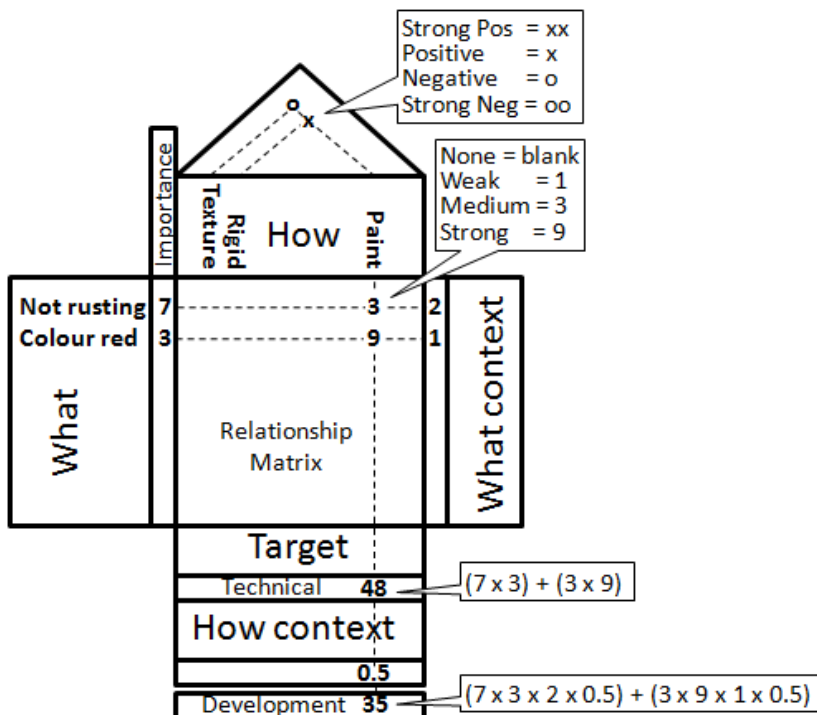 Strong Pos = xx
Positive = x
Negative = o
Strong Neg = oo
o
x
None = blank
Weak = 1
Medium = 3
Strong = 9
Importance
Texture
Rigid
How
Paint
Not rusting 7 3 2
Colour red 3 9 1
What
Relationship
Matrix
What context
Target
Technical 48 (7 x 3) + (3 x 9)
How context
0.5
Development 35 (7 x 3 x 2 x 0.5) + (3 x 9 x 1 x 0.5)